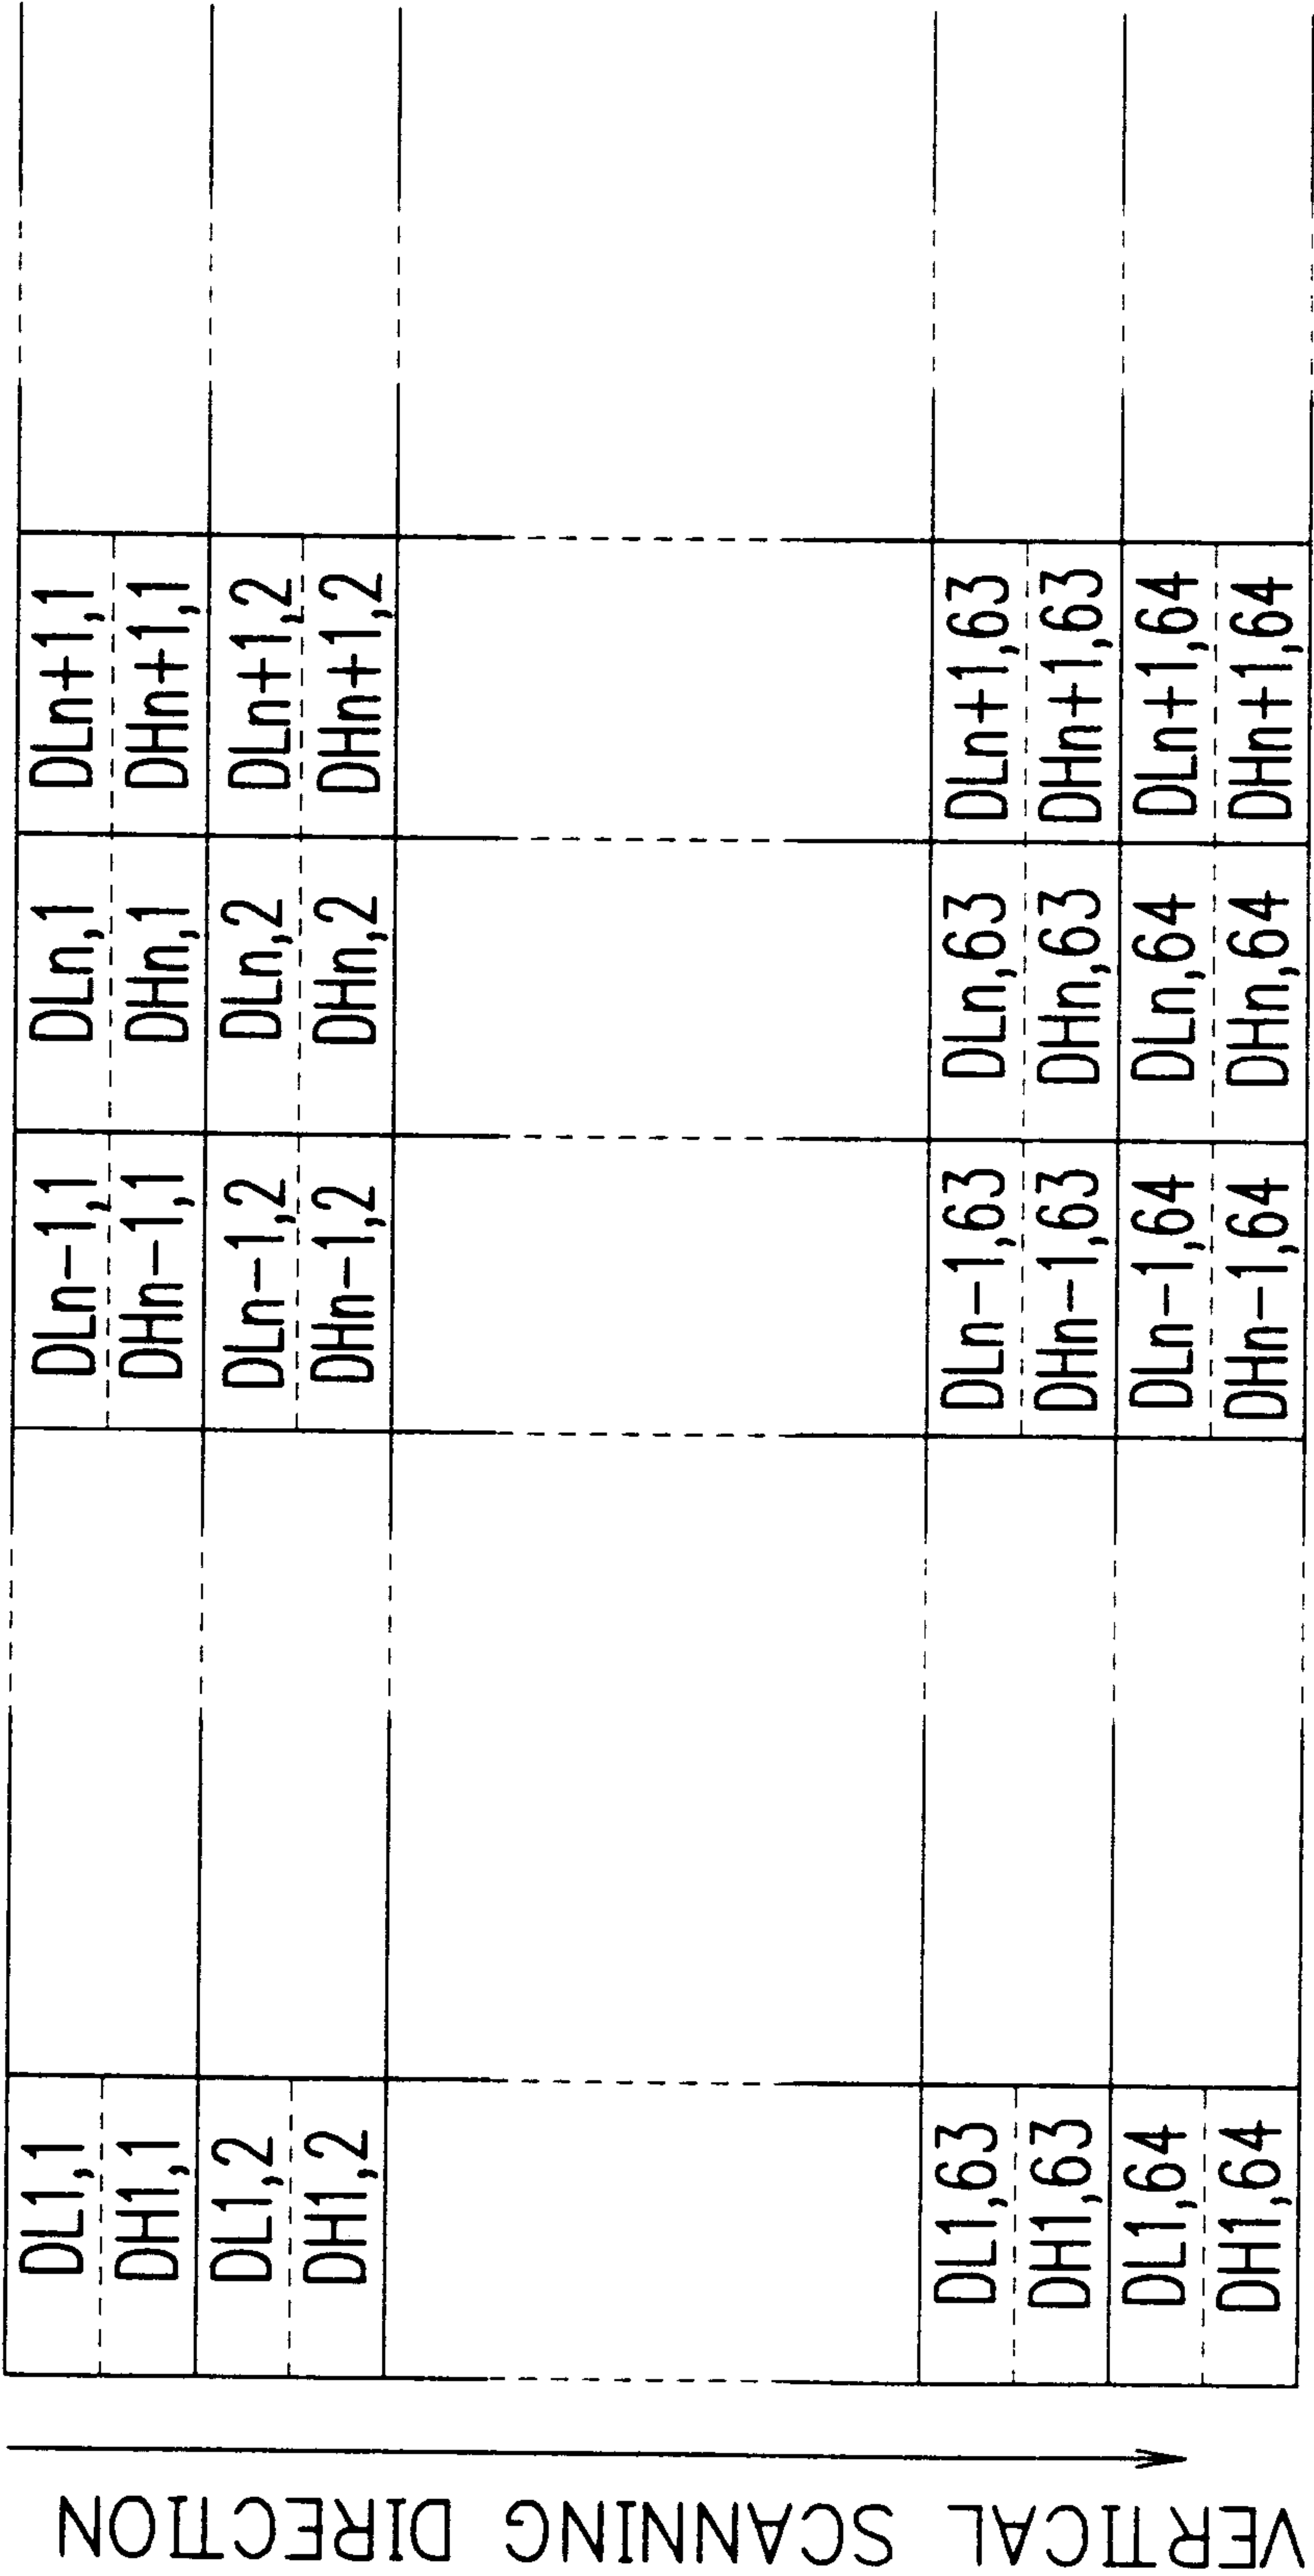 VERTICAL SCANNING DIRECTION
DL1,1 DLn-1,1 DLn,1 DLn+1,1
DH1,1 DHn-1,1 DHn,1 DHn+1,1
DL1,2 DLn-1,2 DLn,2 DLn+1,2
DH1,2 DHn-1,2 DHn,2 DHn+1,2
DL1,63 DLn-1,63 DLn,63 DLn+1,63
DH1,63 DHn-1,63 DHn,63 DHn+1,63
DL1,64 DLn-1,64 DLn,64 DLn+1,64
DH1,64 DHn-1,64 DHn,64 DHn+1,64